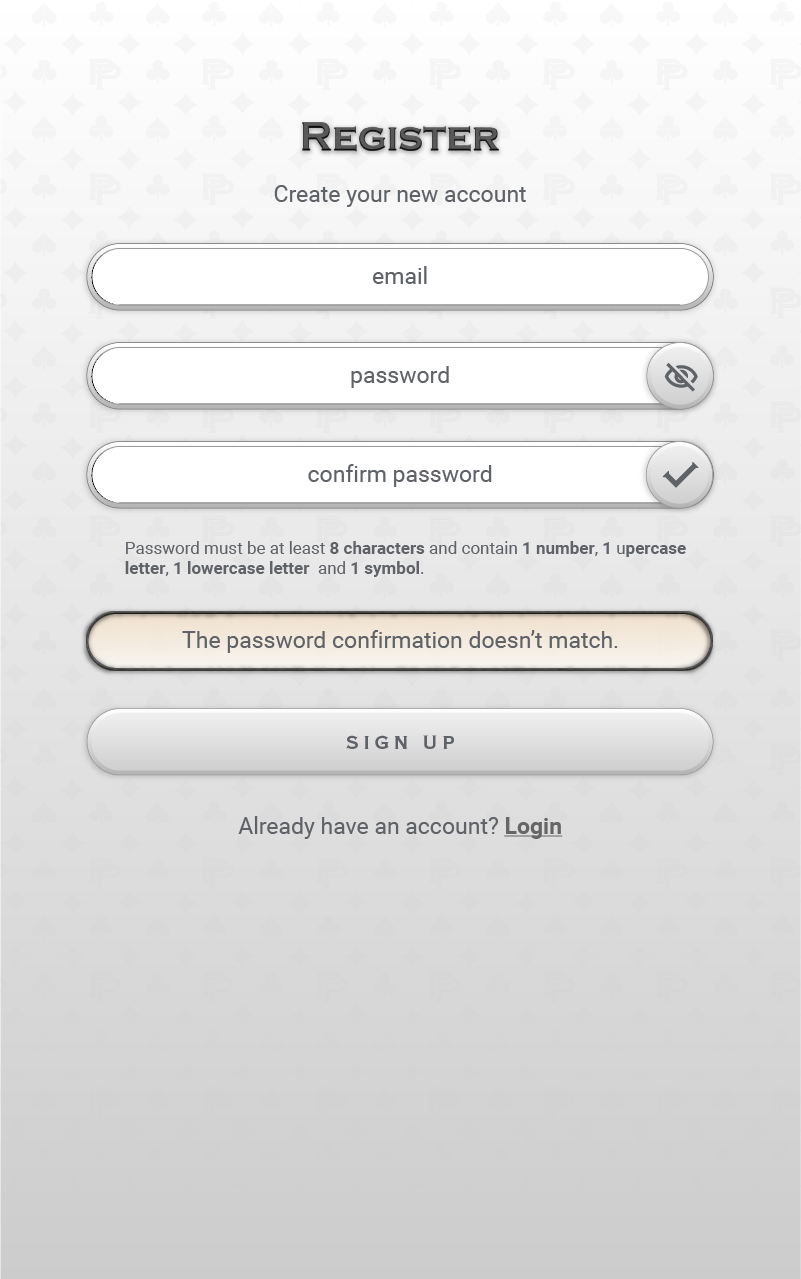 Register
Create your new account
email
password
confirm password
Password must be at least 8 characters and contain 1 number, 1 upercase
letter, 1 lowercase letter  and 1 symbol.
The password confirmation doesn’t match.
SIGN UP
Already have an account? Login